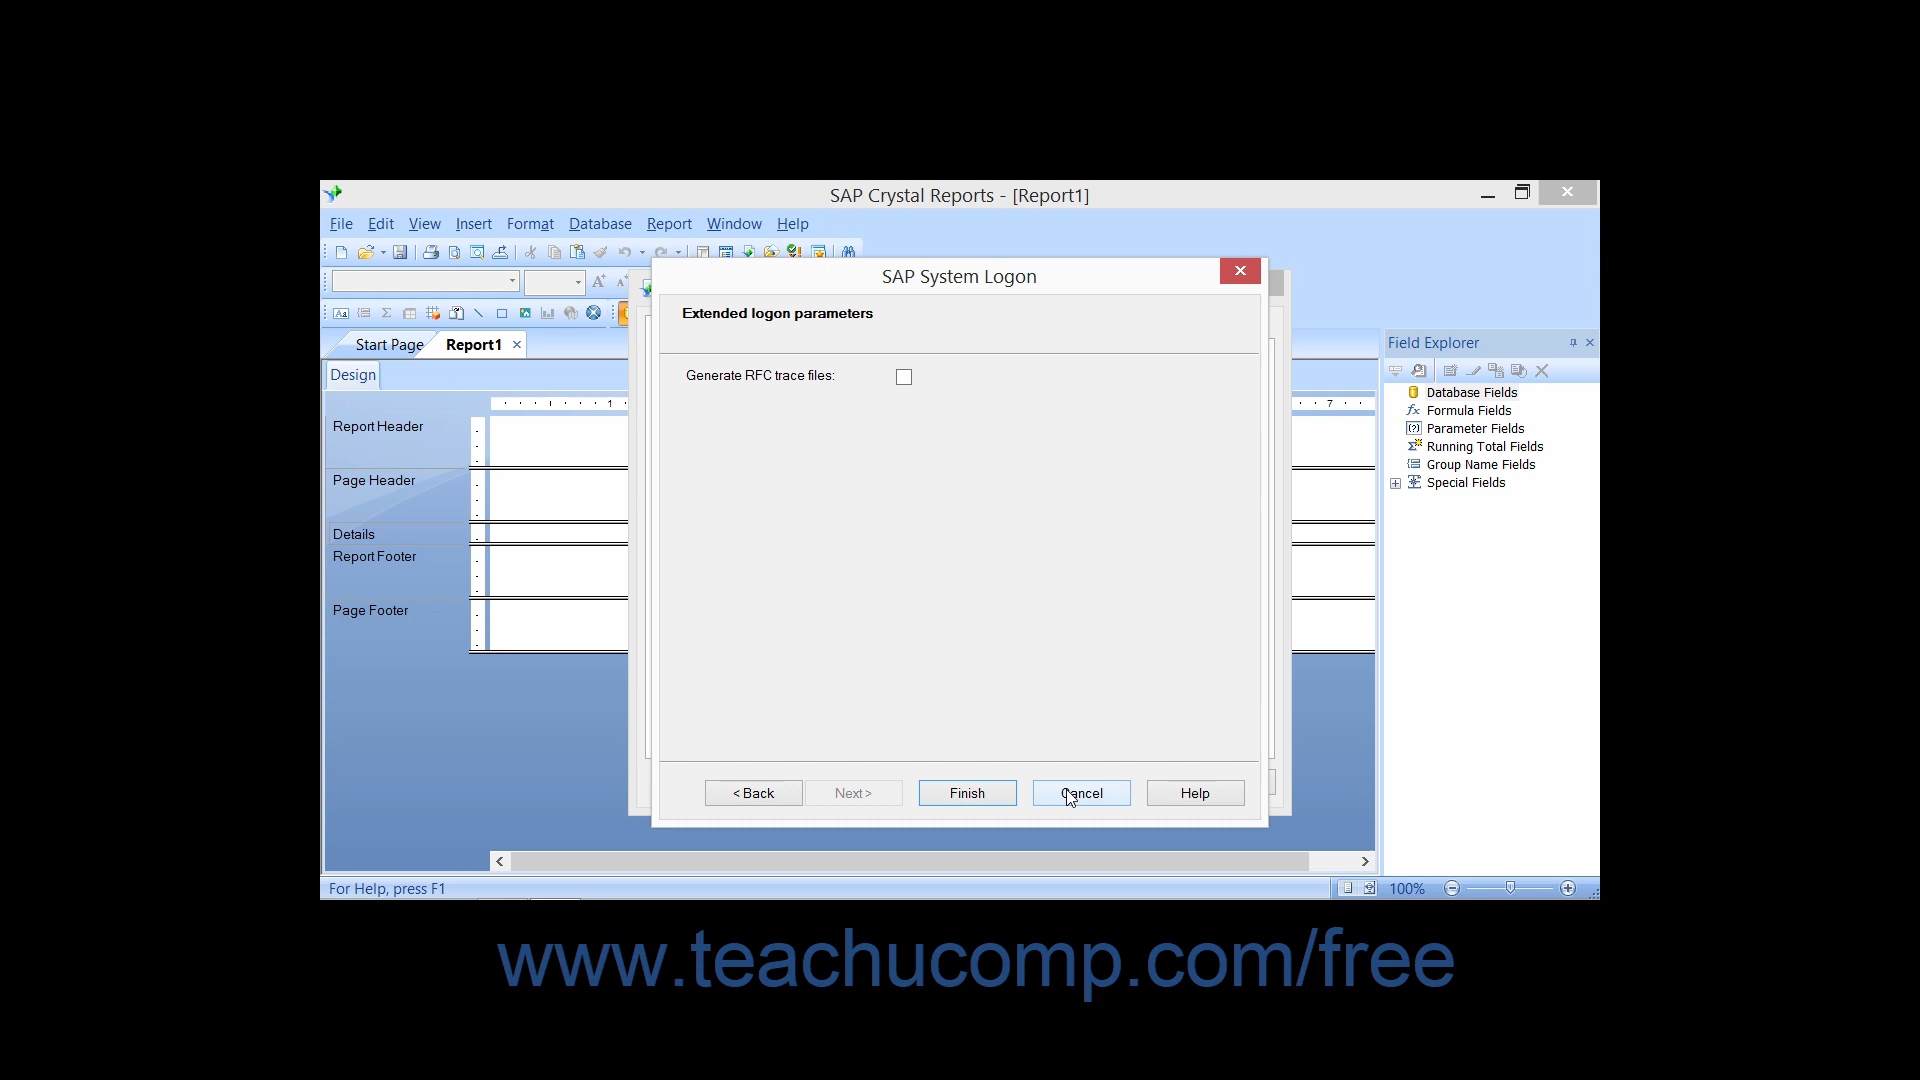 SAP Crystal Reports - [Report1]
File Edit View Insert Format Database Report Window Help
SAP System Logon
Extended logon parameters
Generate RFC trace files:
< Back Next > Finish Cancel Help
Start Page Report1
Design
1
7
Report Header
Page Header
Details
Report Footer
Page Footer
Field Explorer
Database Fields
Formula Fields
Parameter Fields
Running Total Fields
Group Name Fields
Special Fields
For Help, press F1
100%
www.teachucomp.com/free